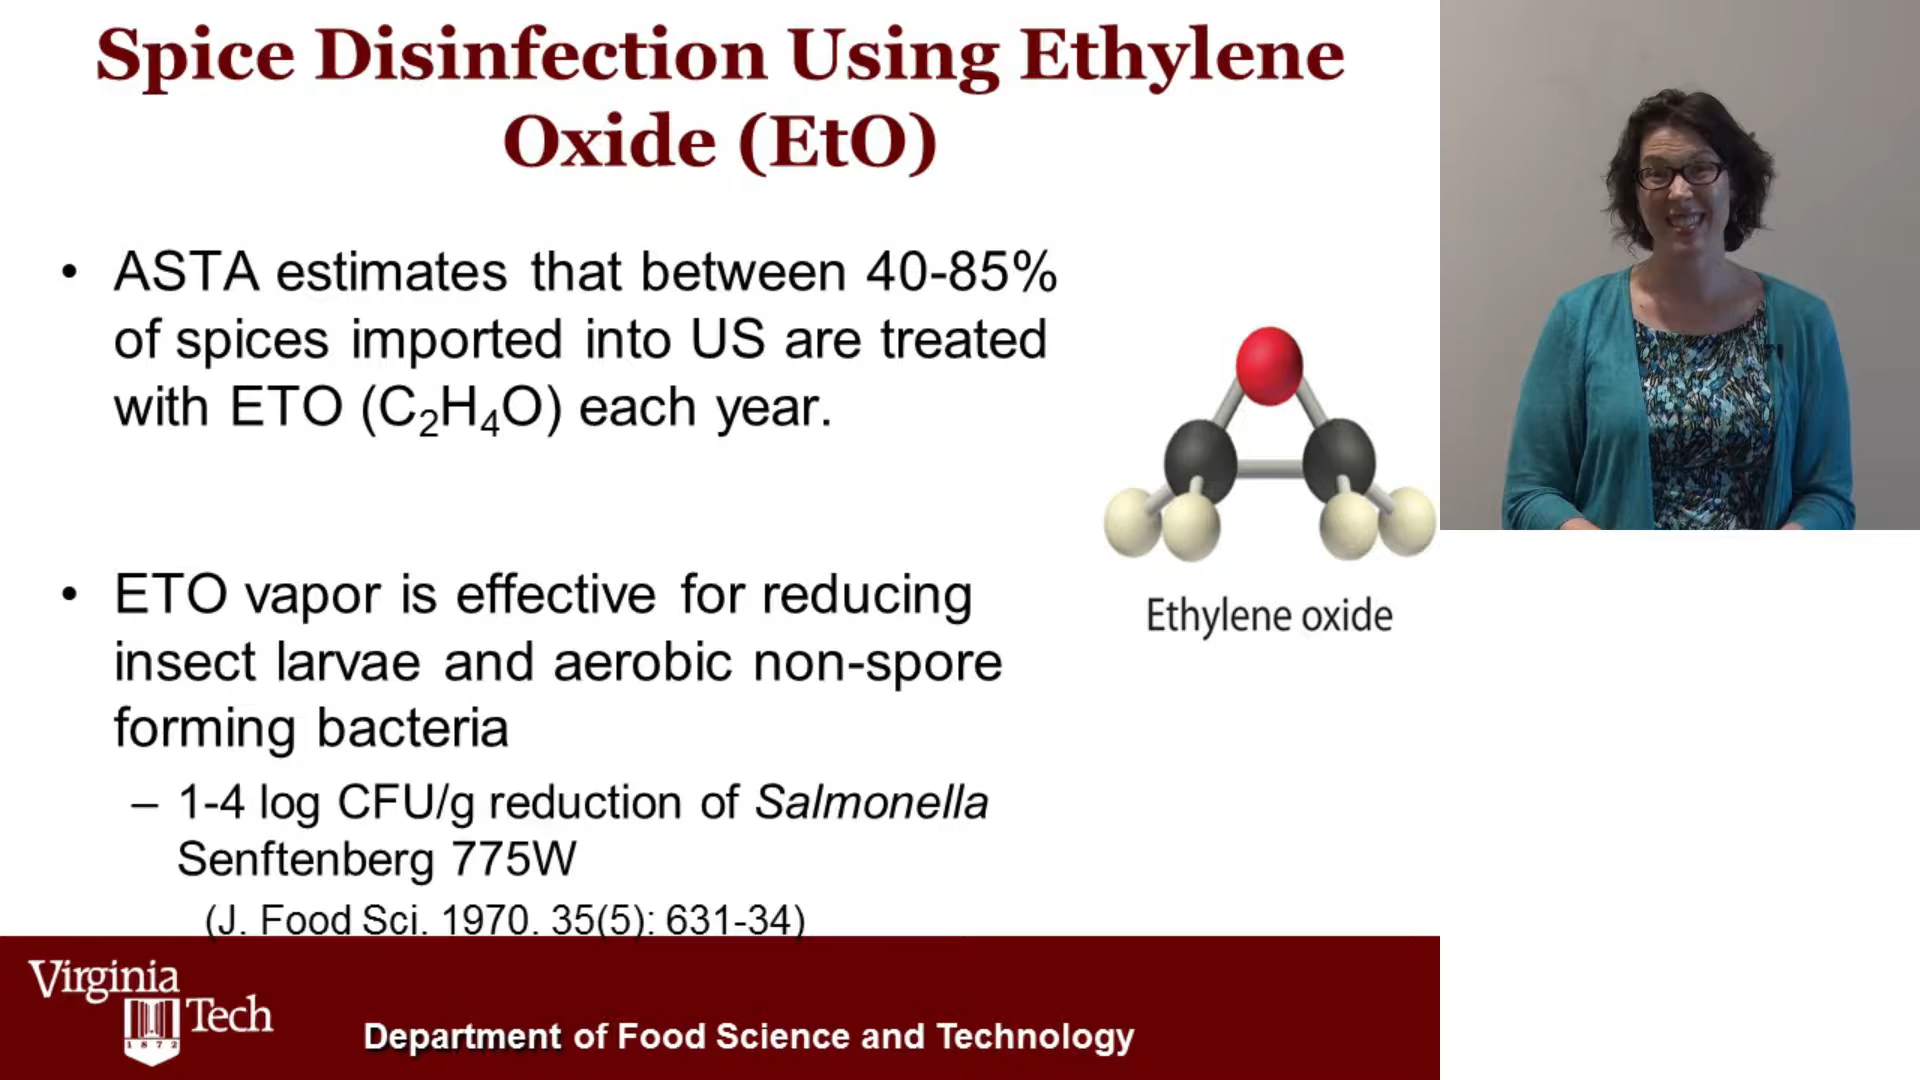 Spice Disinfection Using Ethylene
Oxide (EtO)
• ASTA estimates that between 40-85%
of spices imported into US are treated
with ETO (C₂H₄O) each year.
Ethylene oxide
• ETO vapor is effective for reducing
insect larvae and aerobic non-spore
forming bacteria
– 1-4 log CFU/g reduction of Salmonella
Senftenberg 775W
(J. Food Sci. 1970. 35(5): 631-34)
Virginia
Tech
1872
Department of Food Science and Technology